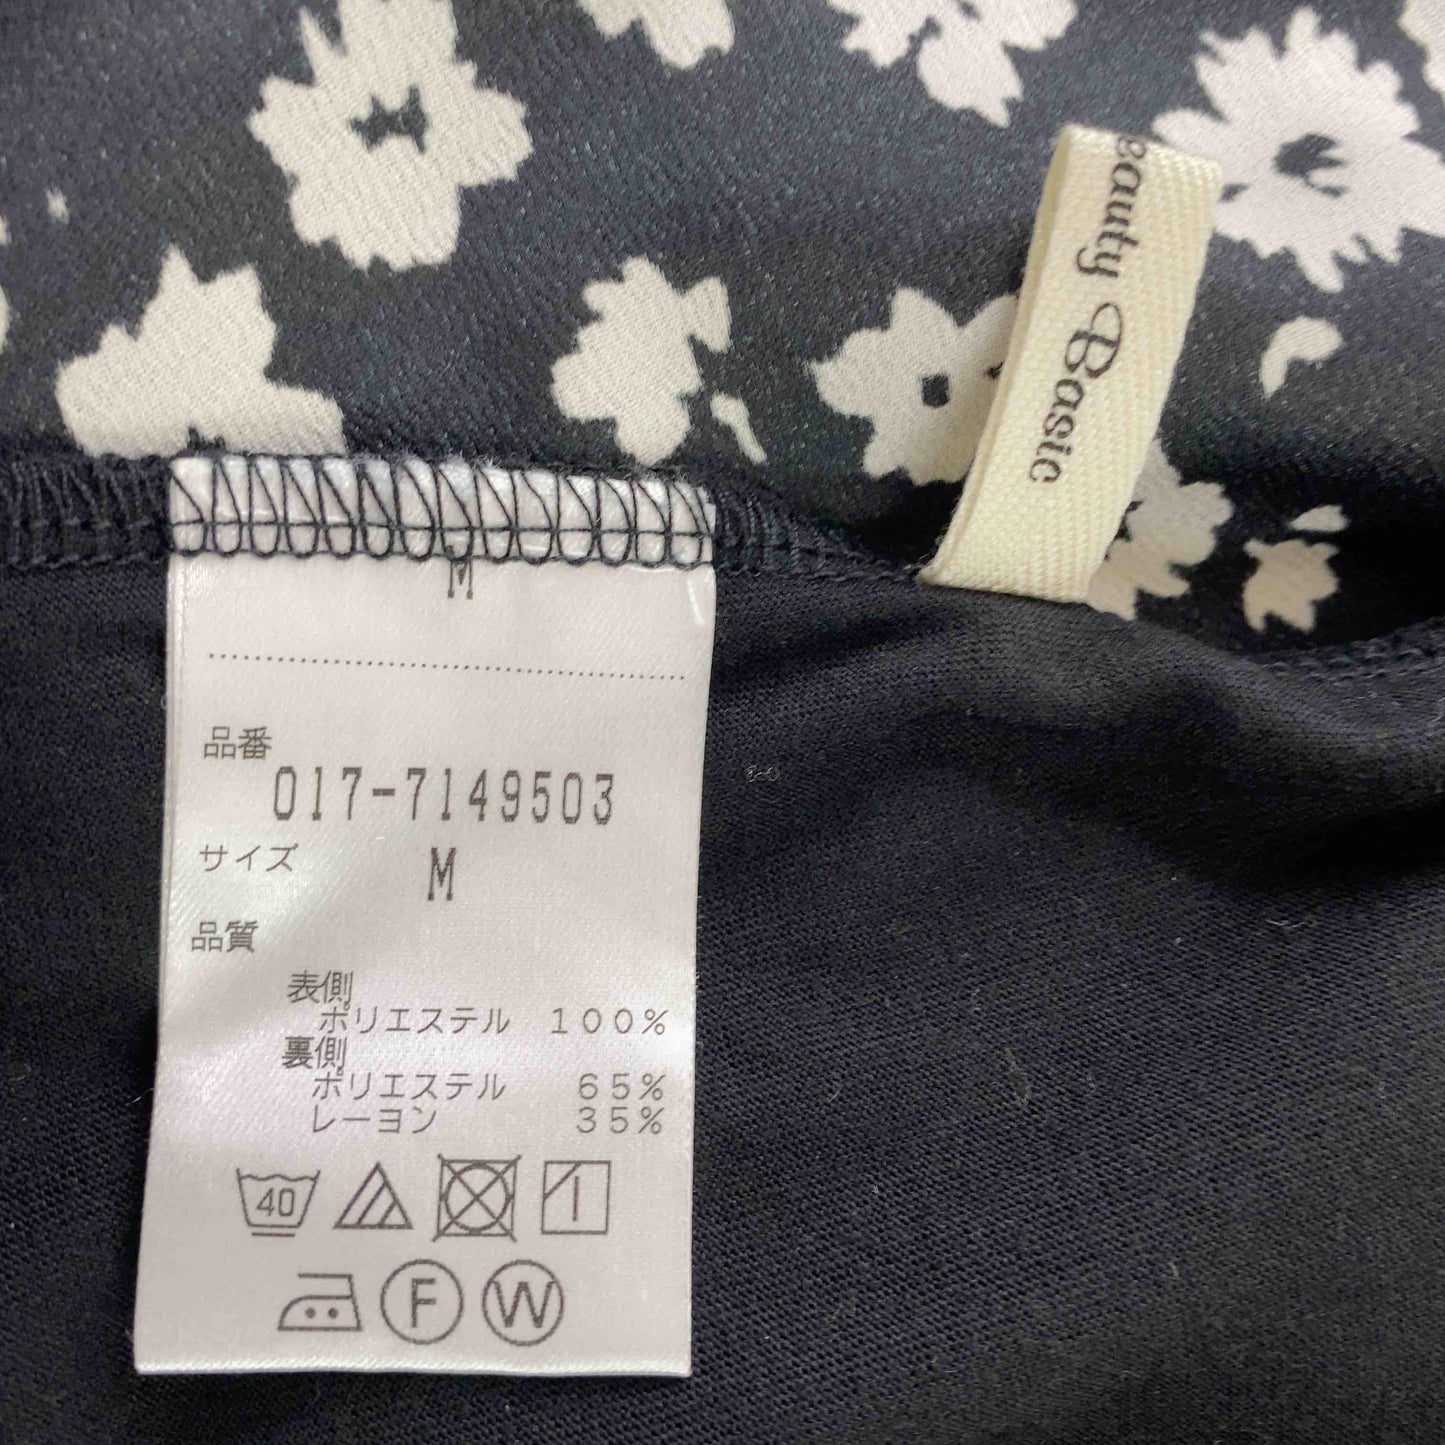 M
品番
017-7149503
サイズ
M
品質
表側
ポリエステル 100%
裏側
ポリエステル 65%
レーヨン 35%
40
F W
eauty Basic